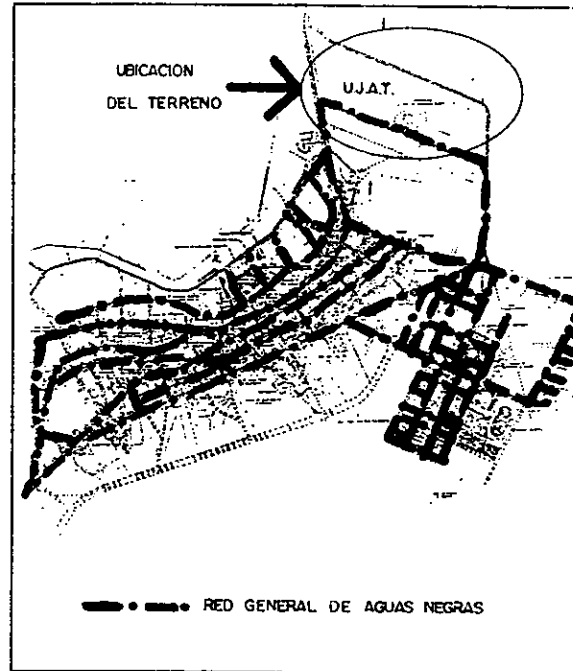 UBICACION
DEL TERRENO
U.J.A.T.
RED GENERAL DE AGUAS NEGRAS